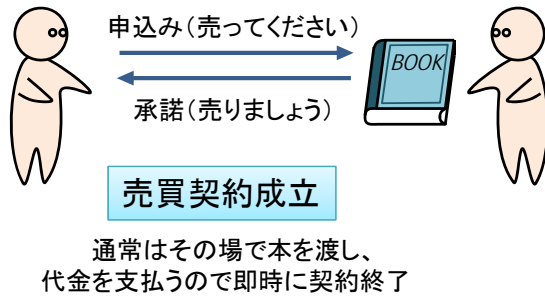 申込み(売ってください)
BOOK
承諾(売りましょう)
売買契約成立
通常はその場で本を渡し、
代金を支払うので即時に契約終了